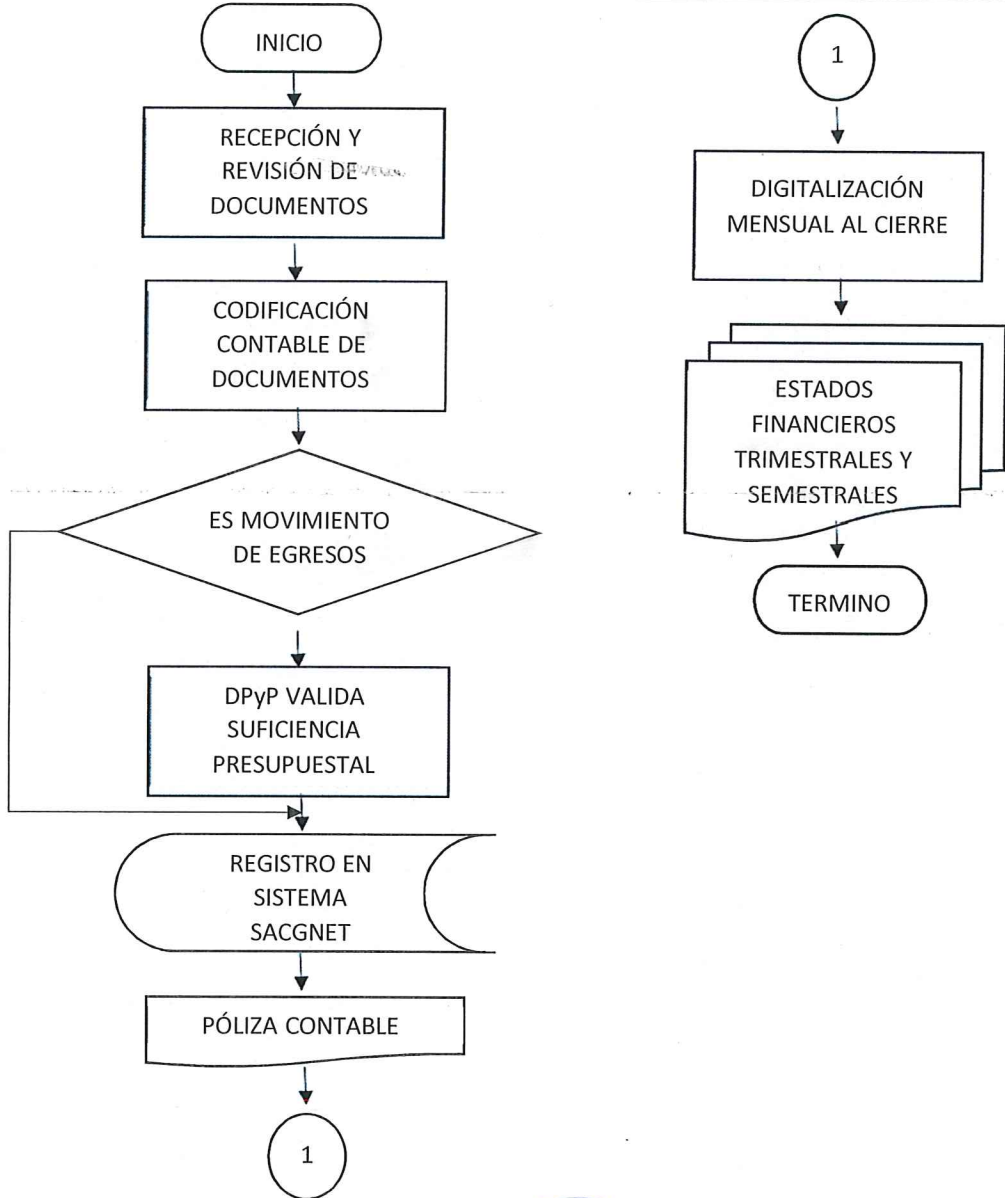 INICIO
RECEPCIÓN Y
REVISIÓN DE
DOCUMENTOS
CODIFICACIÓN
CONTABLE DE
DOCUMENTOS
ES MOVIMIENTO
DE EGRESOS
DPyP VALIDA
SUFICIENCIA
PRESUPUESTAL
REGISTRO EN
SISTEMA
SACGNET
PÓLIZA CONTABLE
1
1
DIGITALIZACIÓN
MENSUAL AL CIERRE
ESTADOS
FINANCIEROS
TRIMESTRALES Y
SEMESTRALES
TERMINO